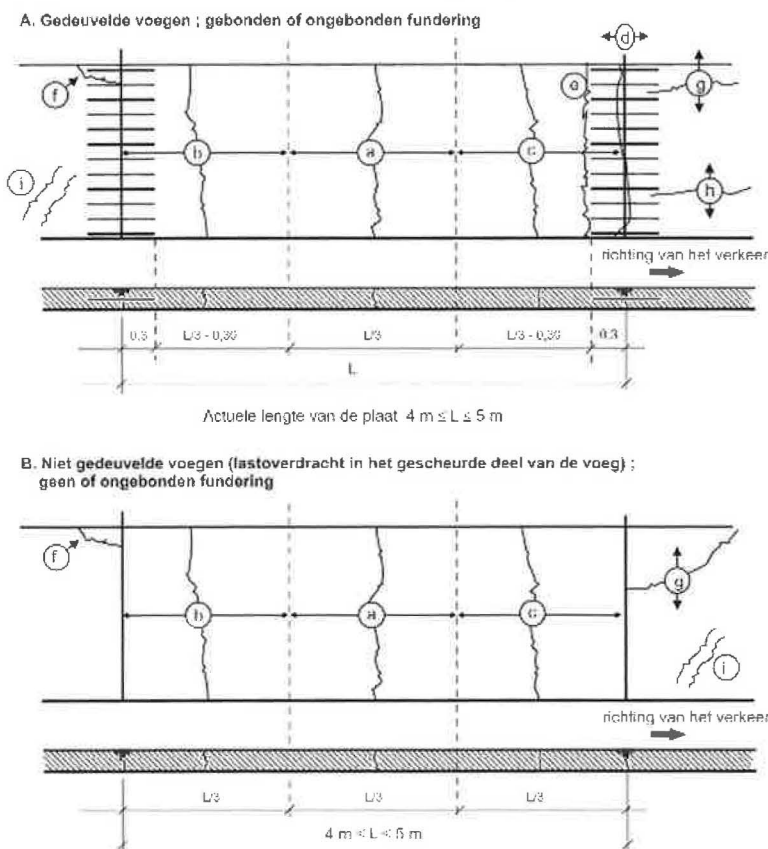 A. Gedeuvelde voegen ; gebonden of ongebonden fundering
d
f
e
g
b
a
c
i
h
richting van het verkeer
0,3
L/3 - 0,30
L/3
L/3 - 0,30
0,3
L
Actuele lengte van de plaat 4 m ≤ L ≤ 5 m
B. Niet gedeuvelde voegen (lastoverdracht in het gescheurde deel van de voeg) ;
geen of ongebonden fundering
f
g
b
a
c
i
richting van het verkeer
L/3
L/3
L/3
4 m < L < 5 m